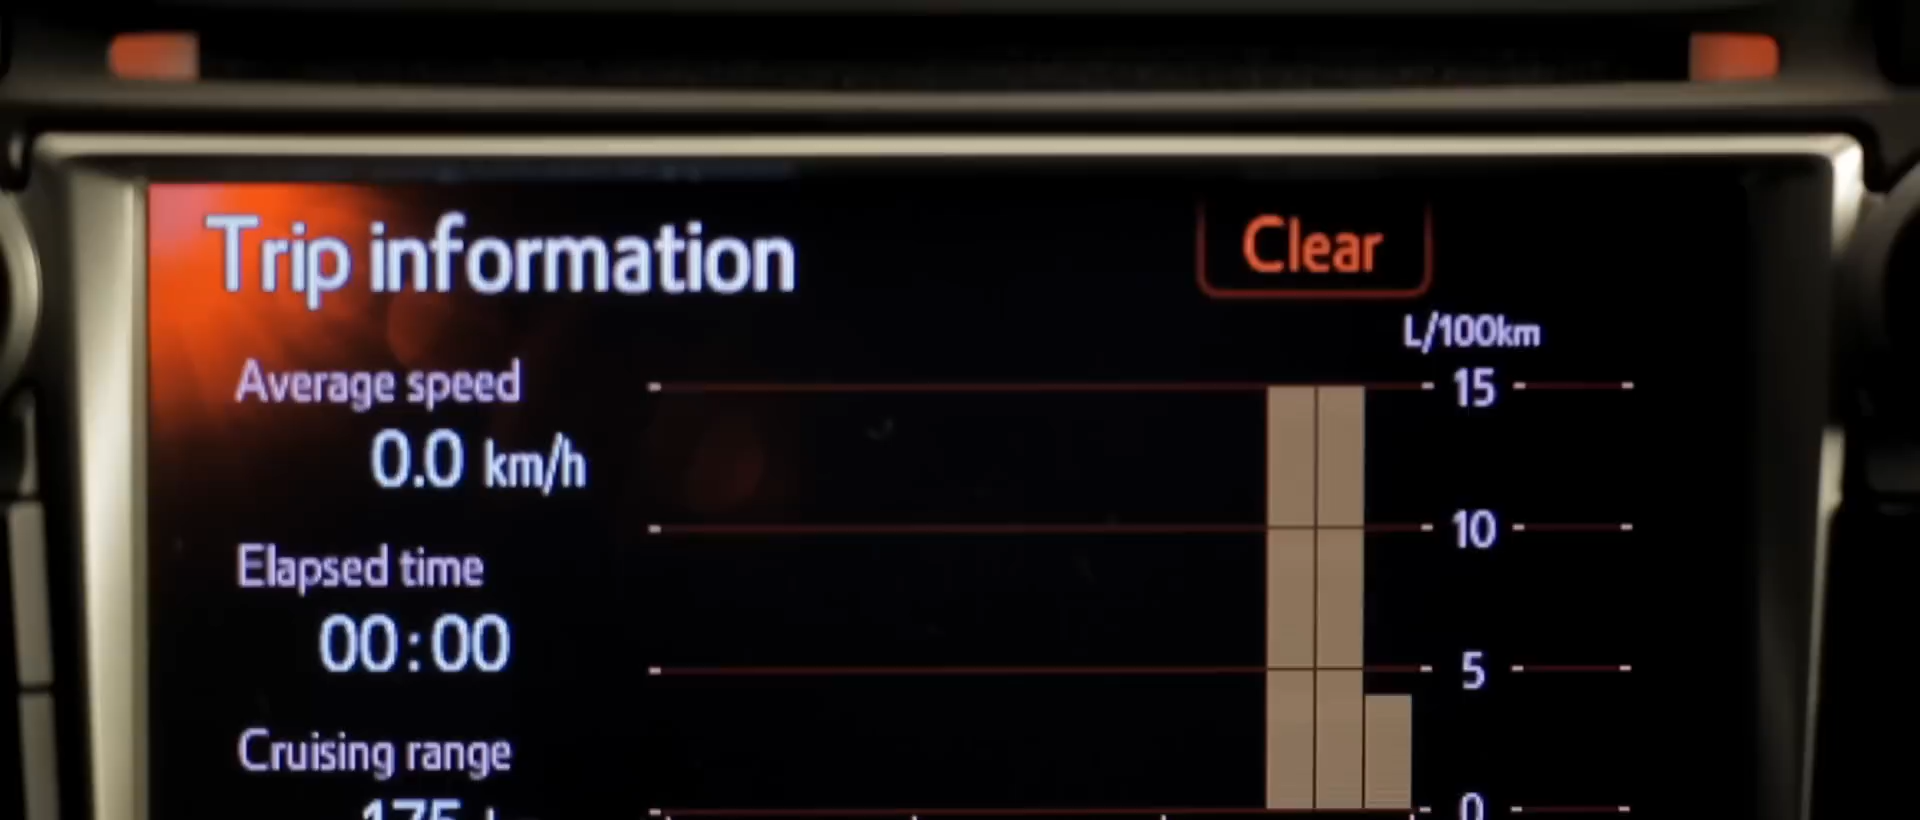 Trip information
Clear
L/100km
Average speed
15
0.0 km/h
10
Elapsed time
00:00
5
Cruising range
175
0